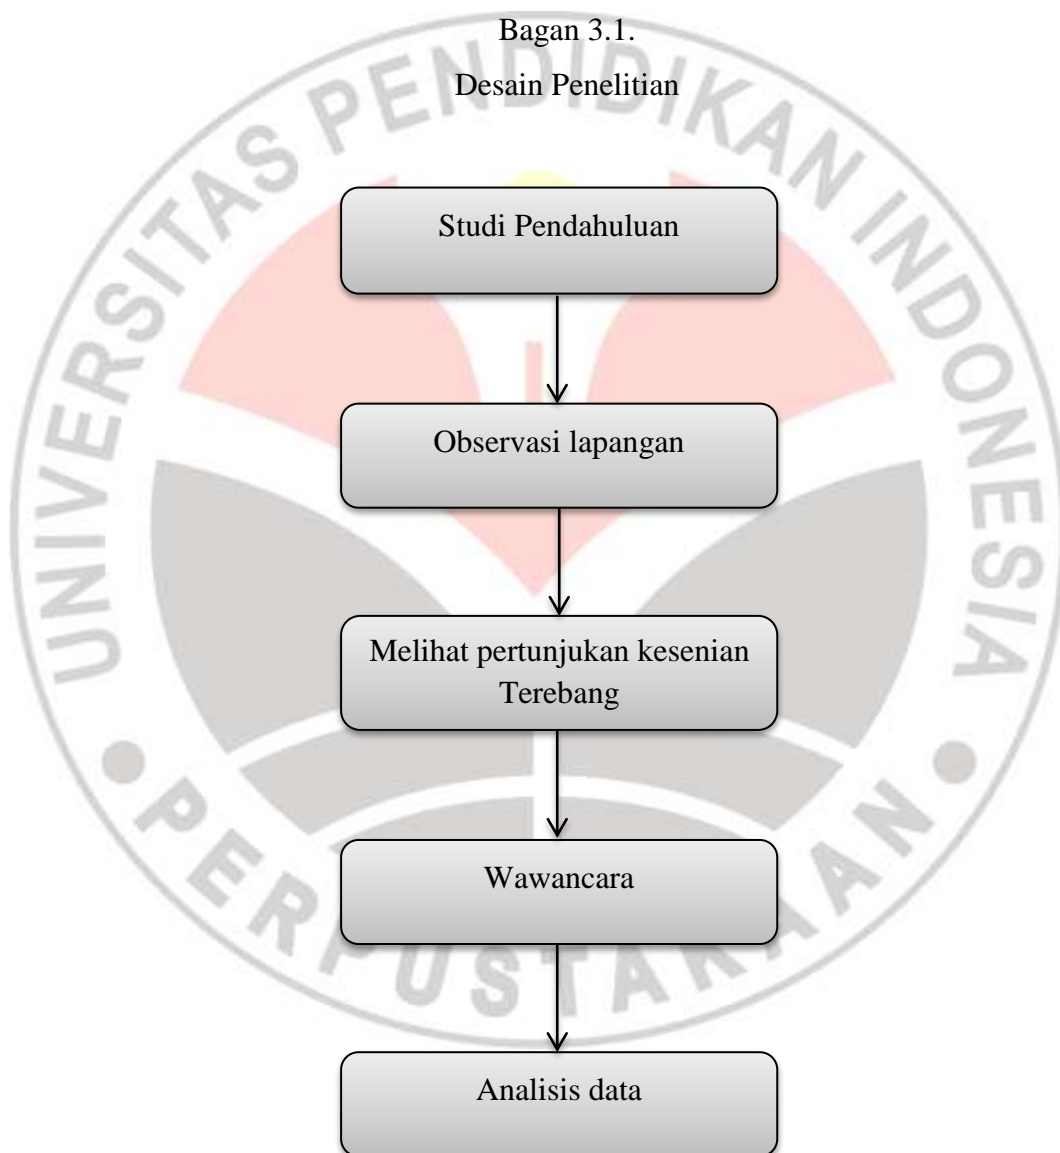 Bagan 3.1.
Desain Penelitian
UNIVERSITAS PENDIDIKAN INDONESIA
Studi Pendahuluan
Observasi lapangan
Melihat pertunjukan kesenian
Terebang
Wawancara
Analisis data
PERPUSTAKAAN